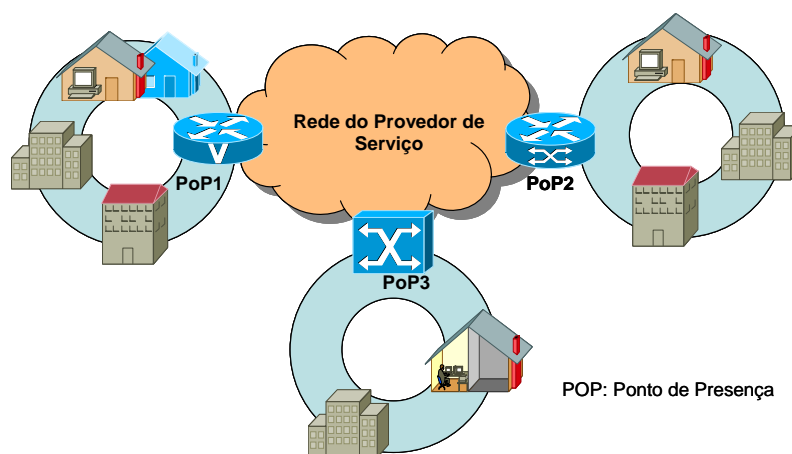 Rede do Provedor de
Serviço
V
PoP1
PoP2
PoP3
POP: Ponto de Presença